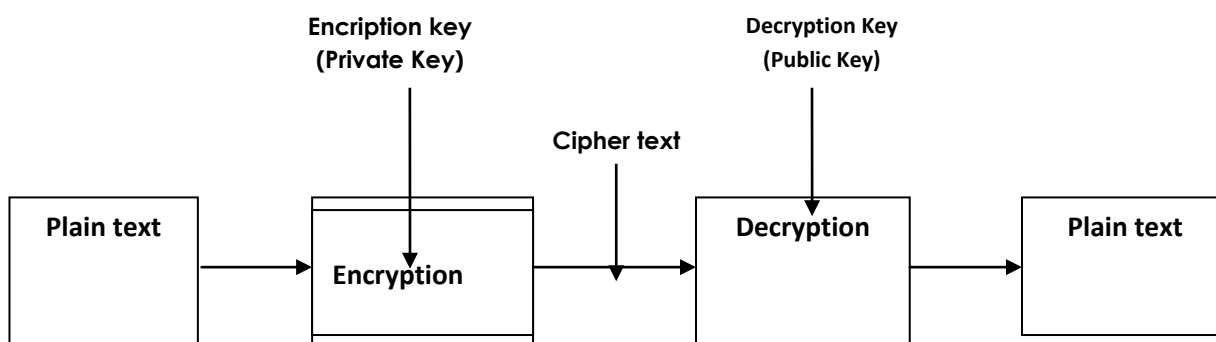 Encription key
(Private Key)
Decryption Key
(Public Key)
Cipher text
Plain text
Encryption
Decryption
Plain text